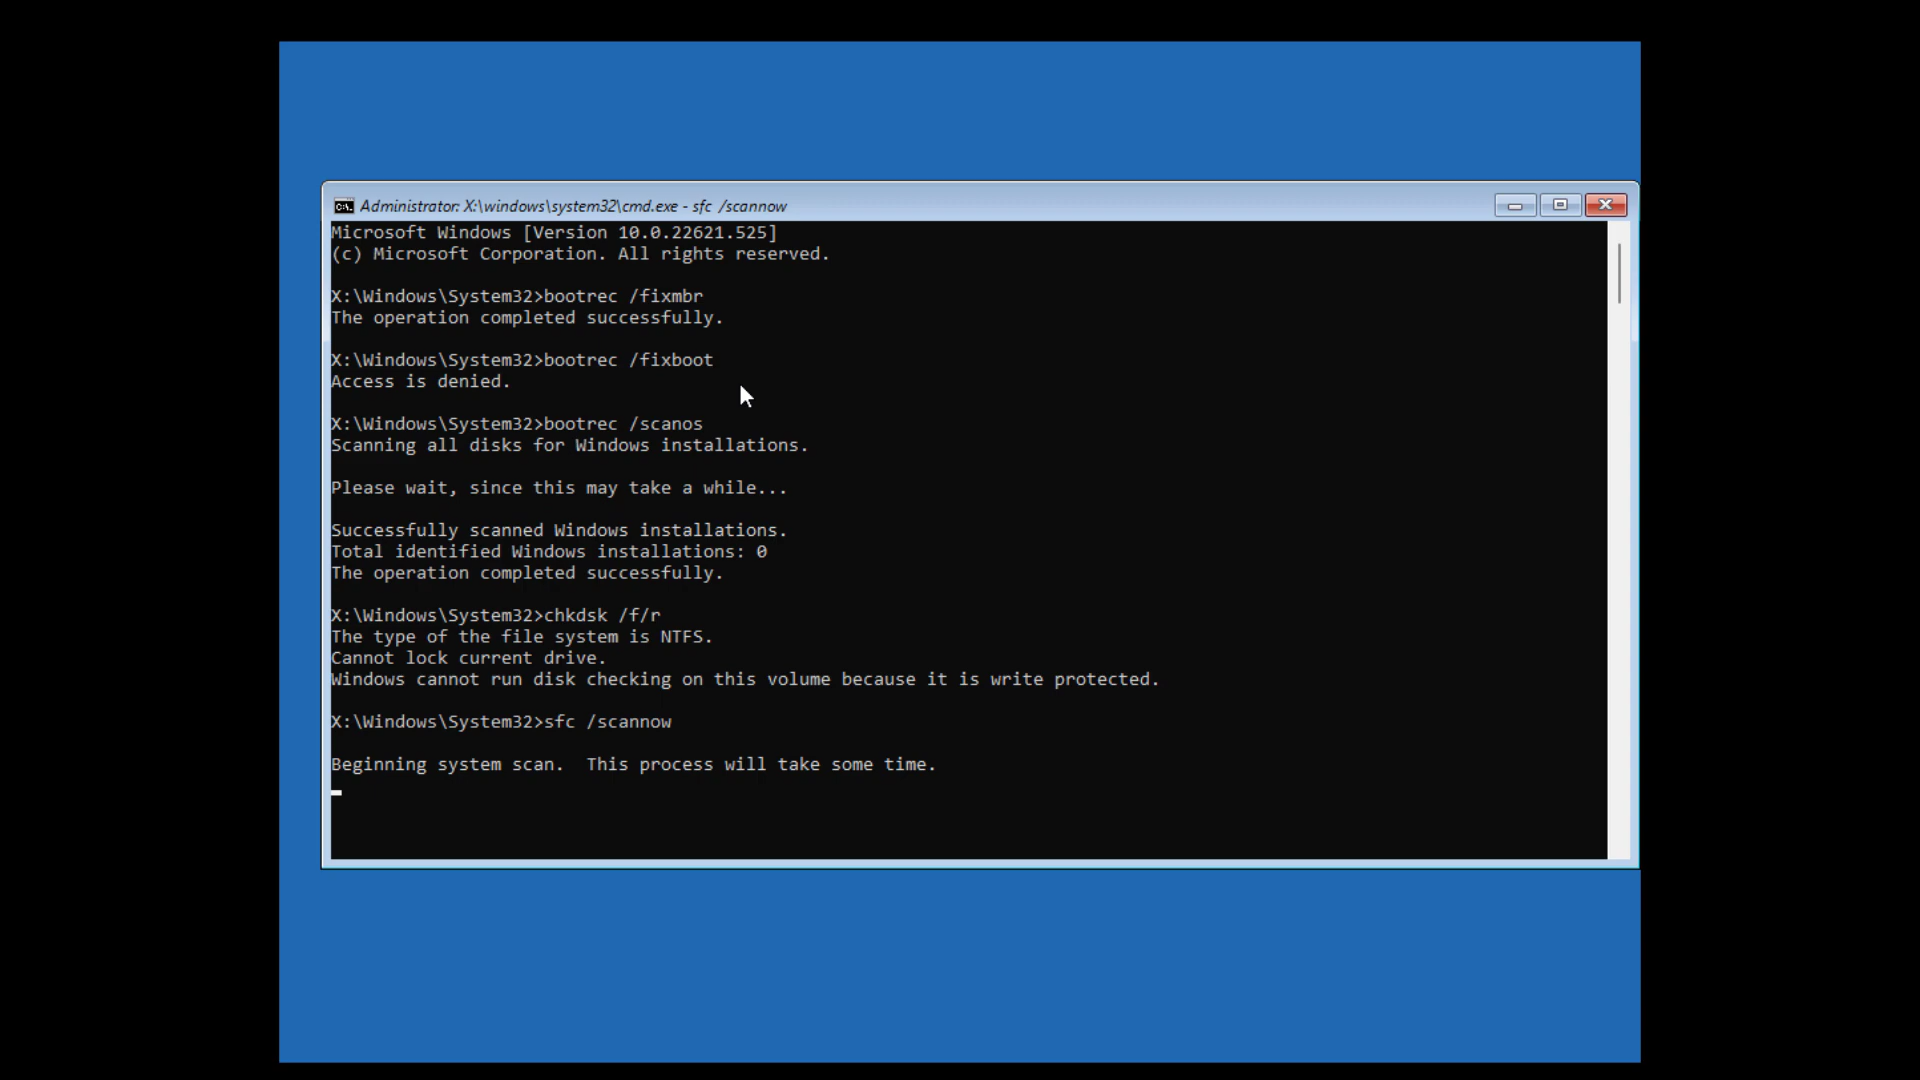 Administrator: X:\windows\system32\cmd.exe - sfc /scannow
Microsoft Windows [Version 10.0.22621.525]
(c) Microsoft Corporation. All rights reserved.
X:\Windows\System32>bootrec /fixmbr
The operation completed successfully.
X:\Windows\System32>bootrec /fixboot
Access is denied.
X:\Windows\System32>bootrec /scanos
Scanning all disks for Windows installations.
Please wait, since this may take a while...
Successfully scanned Windows installations.
Total identified Windows installations: 0
The operation completed successfully.
X:\Windows\System32>chkdsk /f/r
The type of the file system is NTFS.
Cannot lock current drive.
Windows cannot run disk checking on this volume because it is write protected.
X:\Windows\System32>sfc /scannow
Beginning system scan.  This process will take some time.